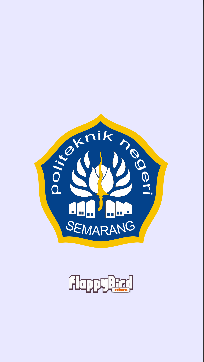 politeknik negeri
SEMARANG
FlappyBird